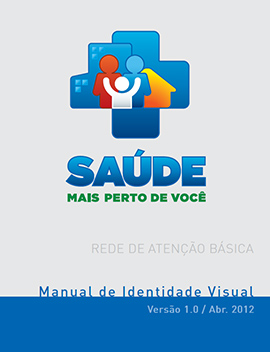 SAÚDE
MAIS PERTO DE VOCÊ
REDE DE ATENÇÃO BÁSICA
Manual de Identidade Visual
Versão 1.0 / Abr. 2012